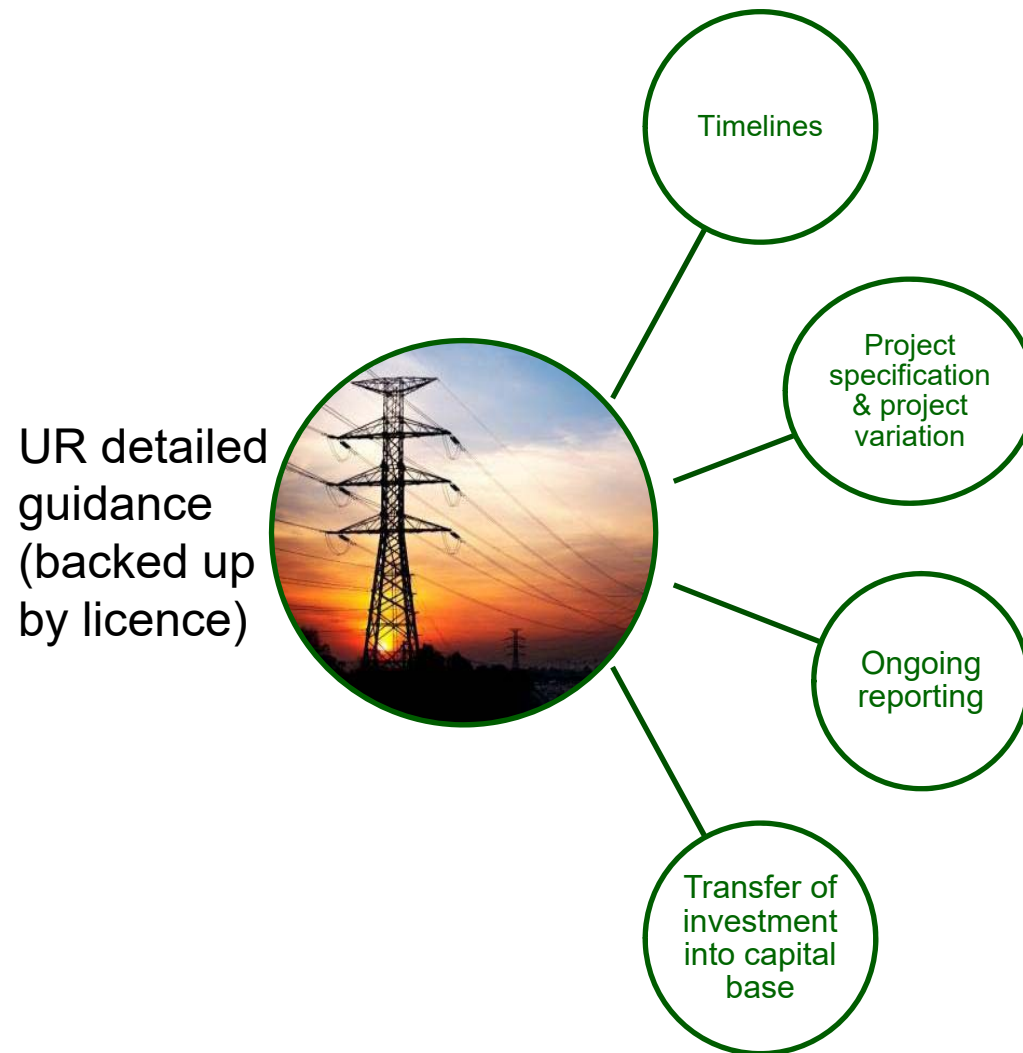 Timelines
Project
specification
& project
variation
UR detailed
guidance
(backed up
by licence)
Ongoing
reporting
Transfer of
investment
into capital
base